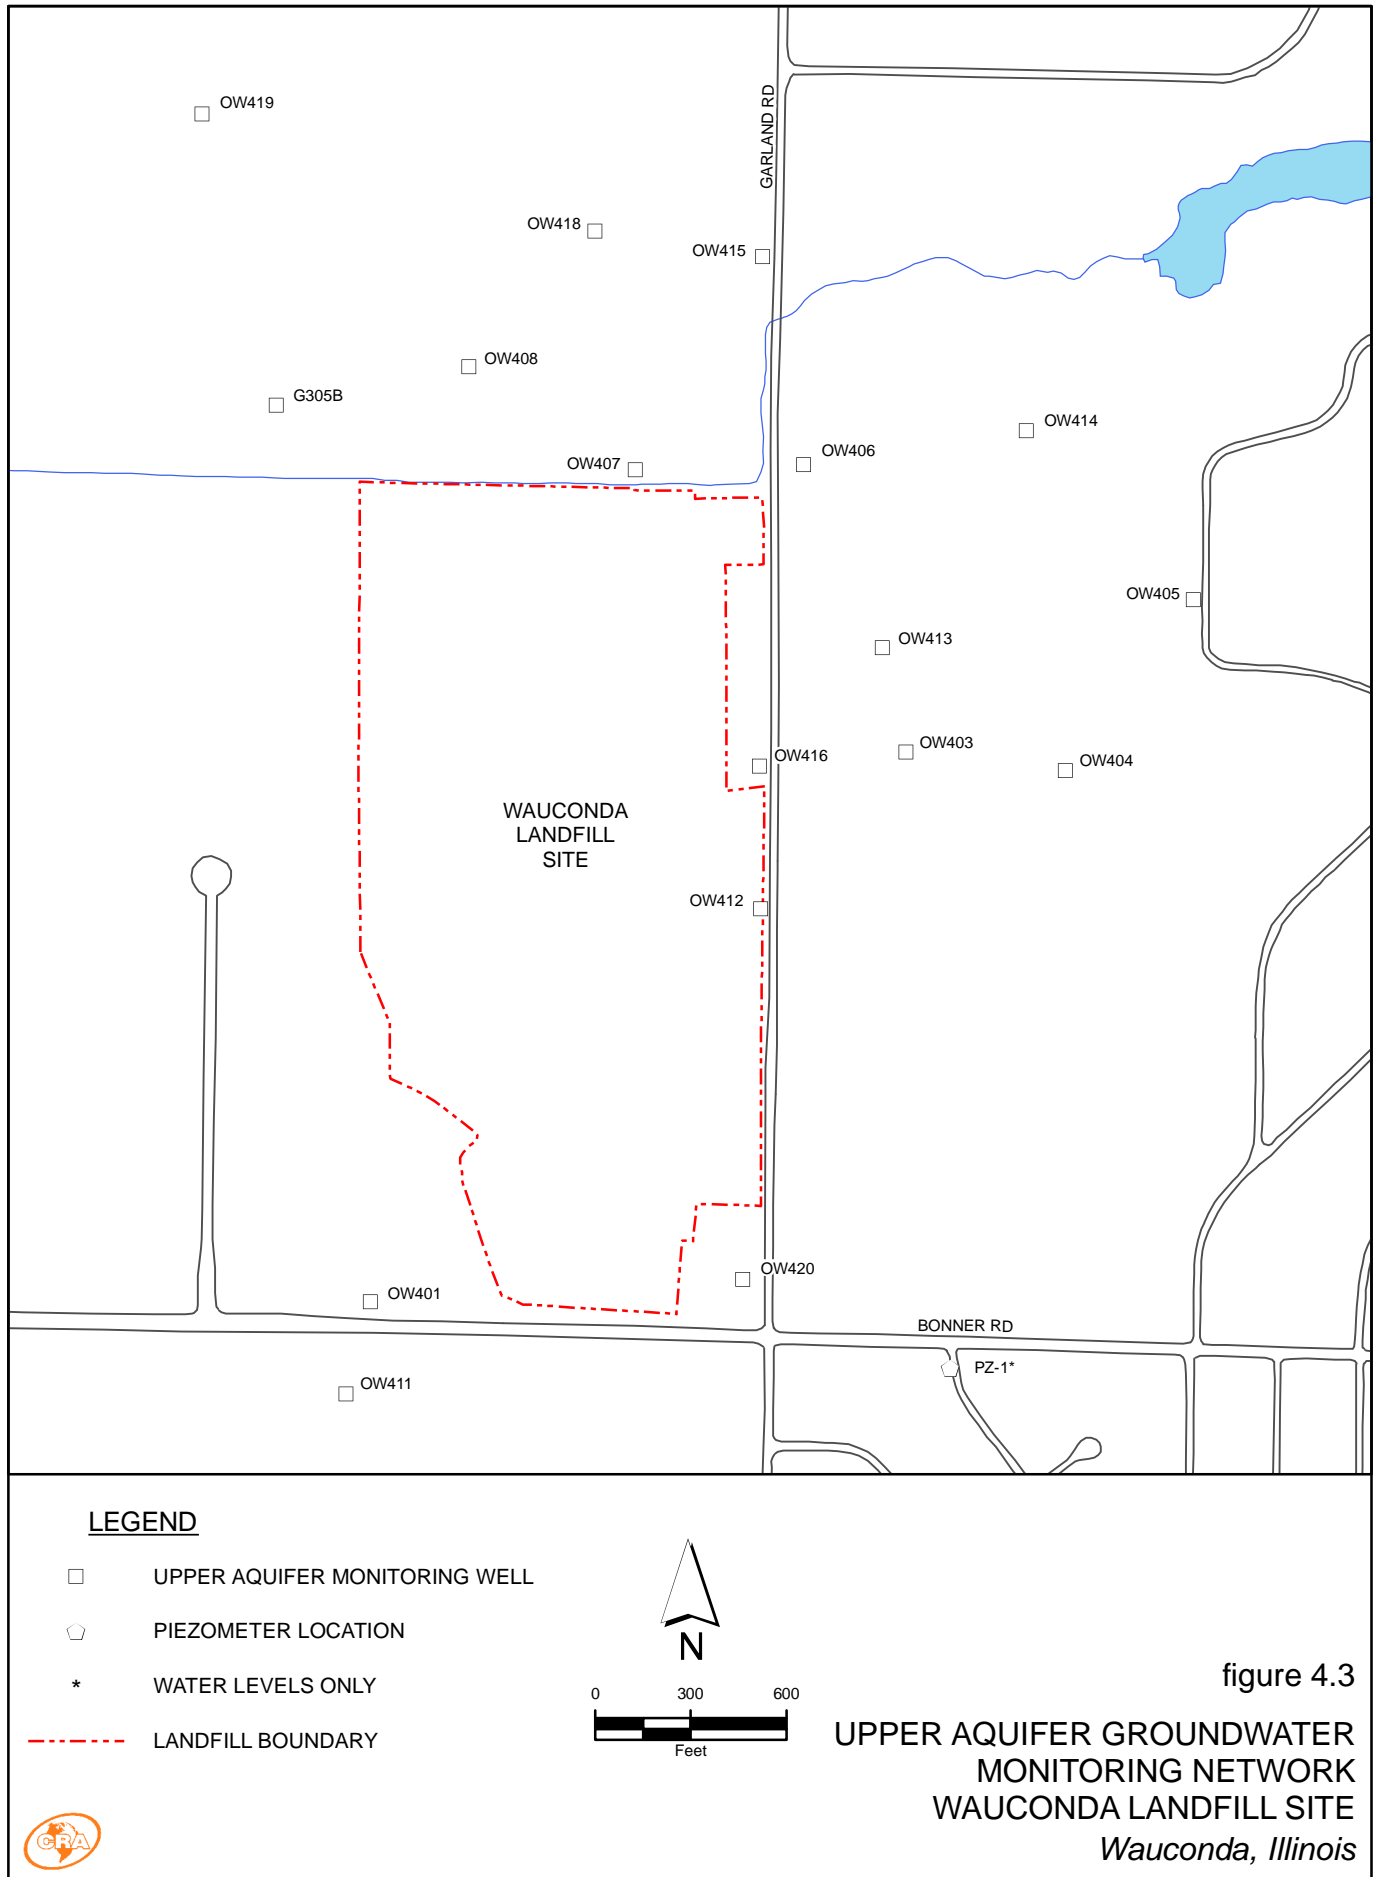 OW419
GARLAND RD
OW418
OW415
OW408
G305B
OW414
OW406
OW407
OW405
OW413
OW403
OW416
OW404
WAUCONDA
LANDFILL
SITE
OW412
OW420
OW401
BONNER RD
PZ-1*
OW411
LEGEND
UPPER AQUIFER MONITORING WELL
PIEZOMETER LOCATION
* WATER LEVELS ONLY
LANDFILL BOUNDARY
N
0 300 600
Feet
figure 4.3
UPPER AQUIFER GROUNDWATER
MONITORING NETWORK
WAUCONDA LANDFILL SITE
Wauconda, Illinois
CRA